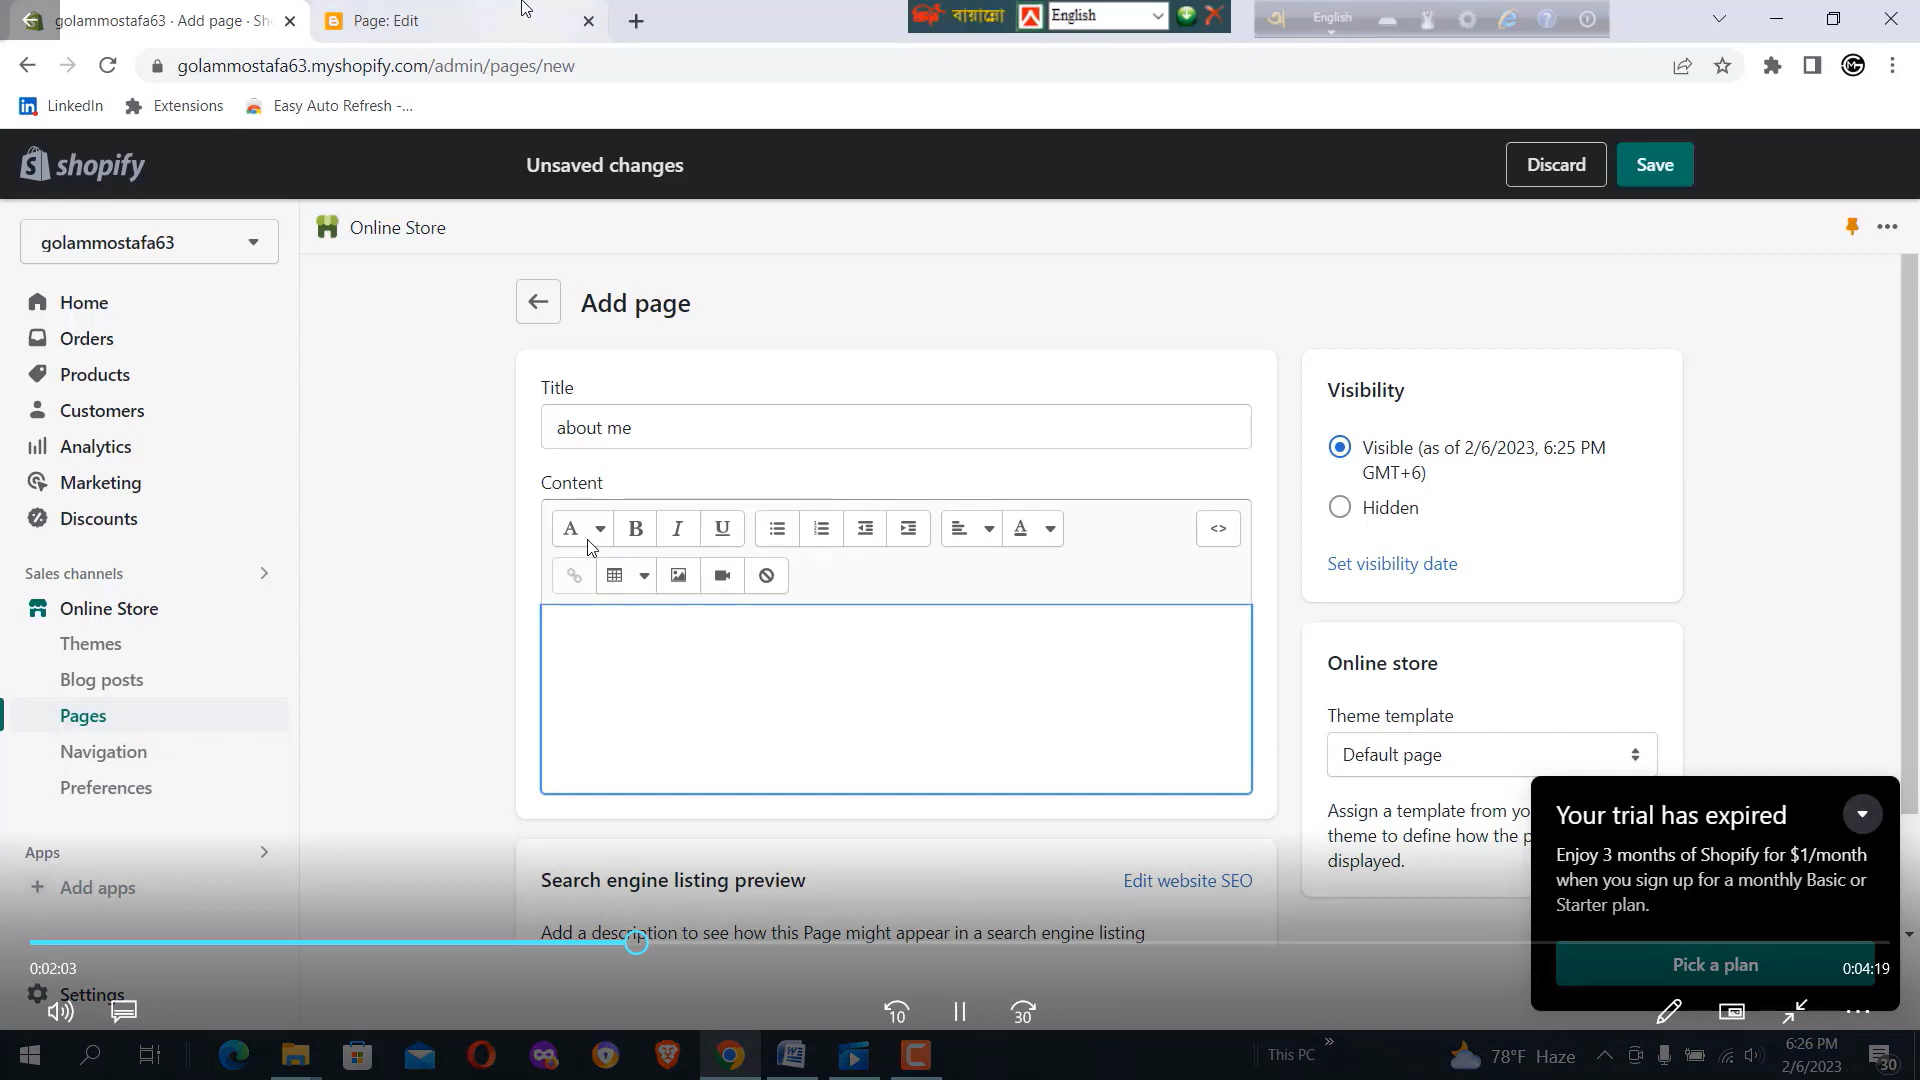 golammostafa63 · Add page · Sh
Page: Edit
বায়ান্নো
English
English
golammostafa63.myshopify.com/admin/pages/new
LinkedIn
Extensions
Easy Auto Refresh -...
shopify
Unsaved changes
Discard
Save
golammostafa63
Online Store
Home
Orders
Products
Customers
Analytics
Marketing
Discounts
Sales channels
Online Store
Themes
Blog posts
Pages
Navigation
Preferences
Apps
Add apps
Settings
Add page
Title
about me
Content
A
B
I
U
A
<>
Visibility
Visible (as of 2/6/2023, 6:25 PM
GMT+6)
Hidden
Set visibility date
Online store
Theme template
Default page
Assign a template from yo
theme to define how the p
displayed.
Search engine listing preview
Edit website SEO
Add a description to see how this Page might appear in a search engine listing
Your trial has expired
Enjoy 3 months of Shopify for $1/month
when you sign up for a monthly Basic or
Starter plan.
Pick a plan
0:02:03
0:04:19
10
30
This PC
78°F Haze
6:26 PM
2/6/2023
30